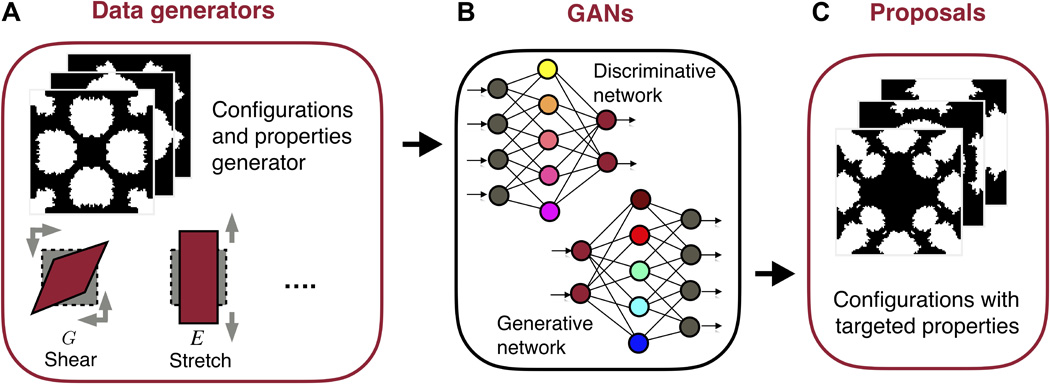 A
Data generators
Configurations
and properties
generator
G
Shear
E
Stretch
....
B
GANs
Discriminative
network
Generative
network
C
Proposals
Configurations with
targeted properties